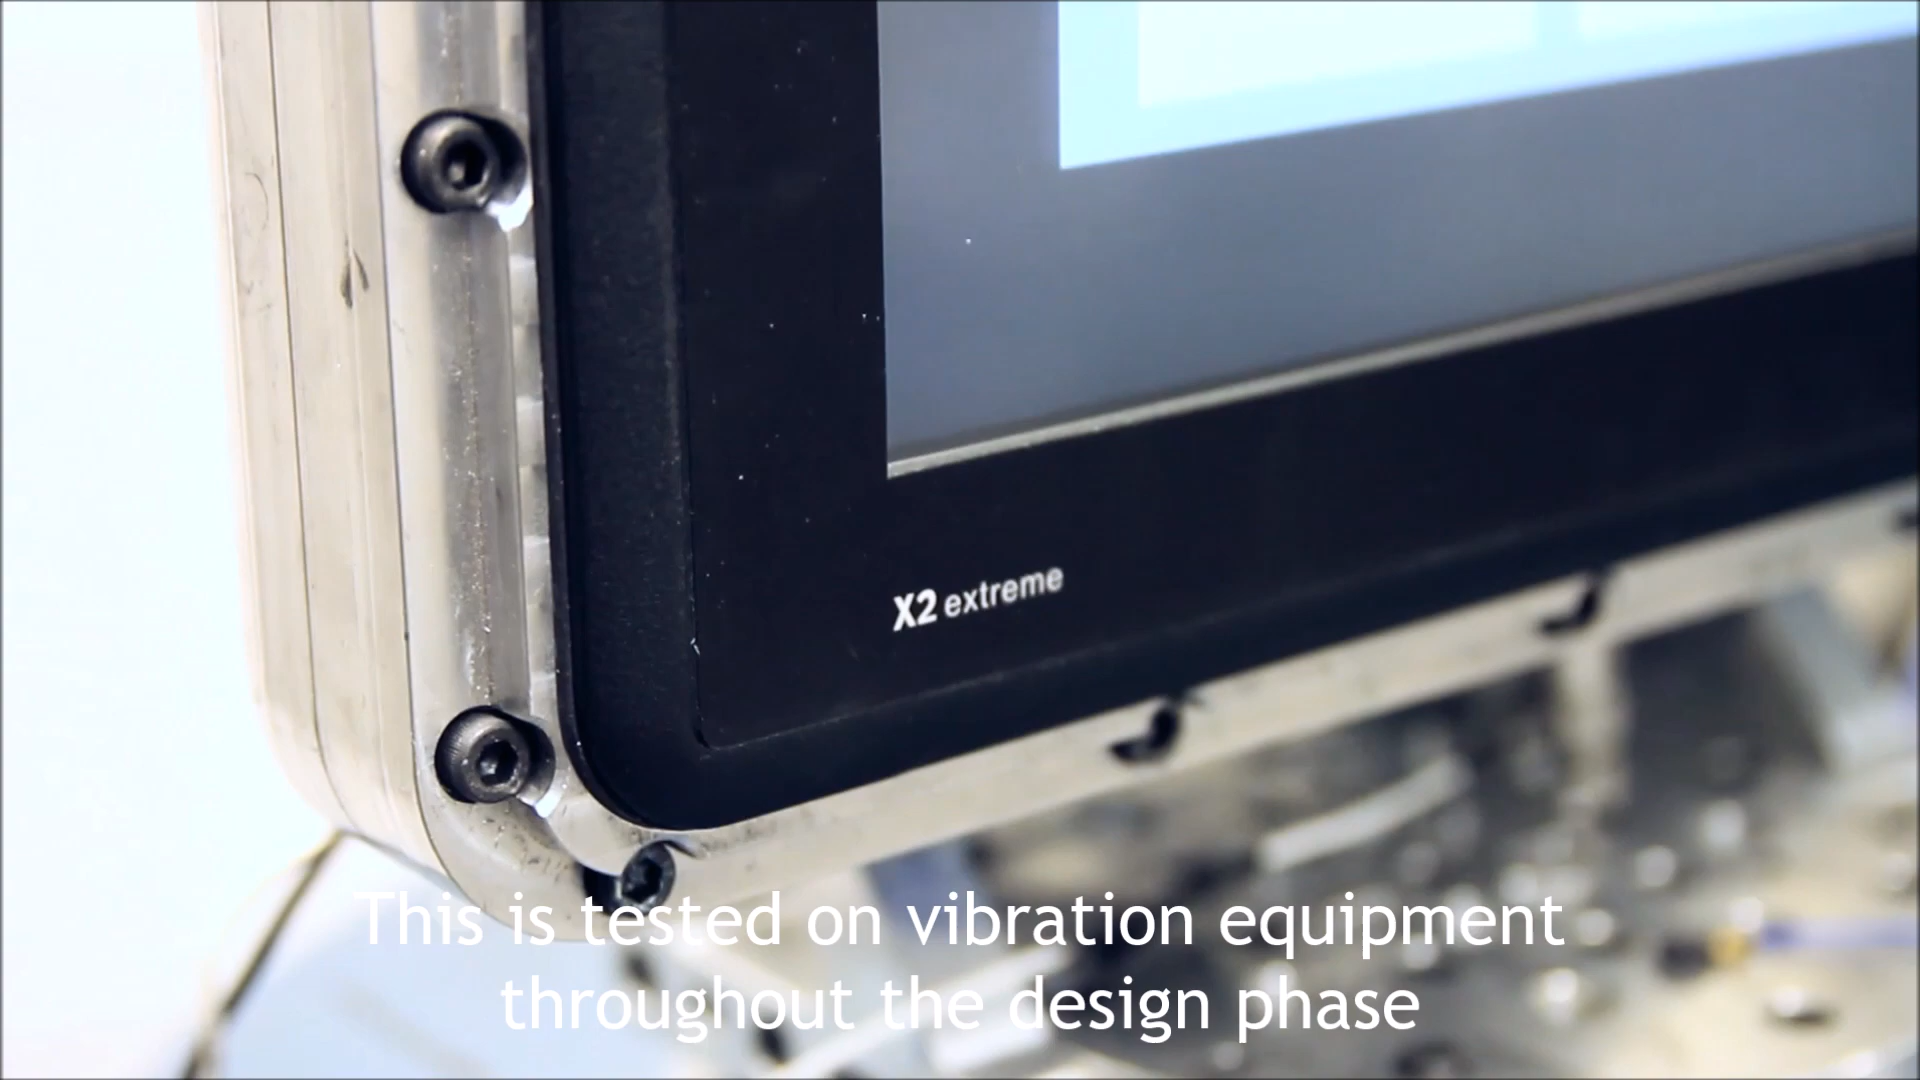 X2 extreme
This is tested on vibration equipment
throughout the design phase